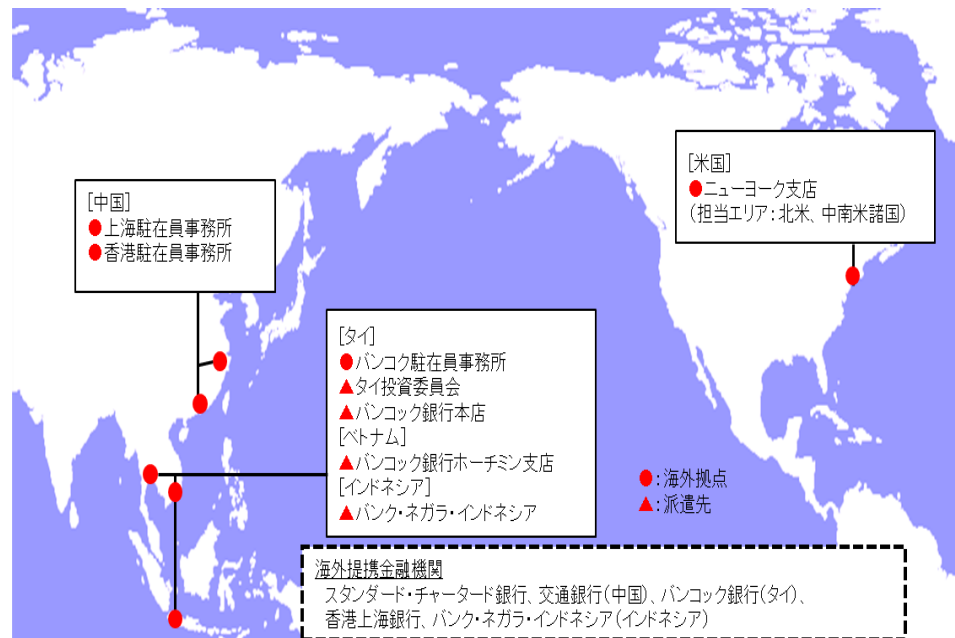 [中国]
●上海駐在員事務所
●香港駐在員事務所
[米国]
●ニューヨーク支店
(担当エリア：北米、中南米諸国)
[タイ]
●バンコク駐在員事務所
▲タイ投資委員会
▲バンコック銀行本店
[ベトナム]
▲バンコック銀行ホーチミン支店
[インドネシア]
▲バンク・ネガラ・インドネシア
●：海外拠点
▲：派遣先
海外提携金融機関
スタンダード・チャータード銀行、交通銀行(中国)、バンコック銀行(タイ)、
香港上海銀行、バンク・ネガラ・インドネシア(インドネシア)